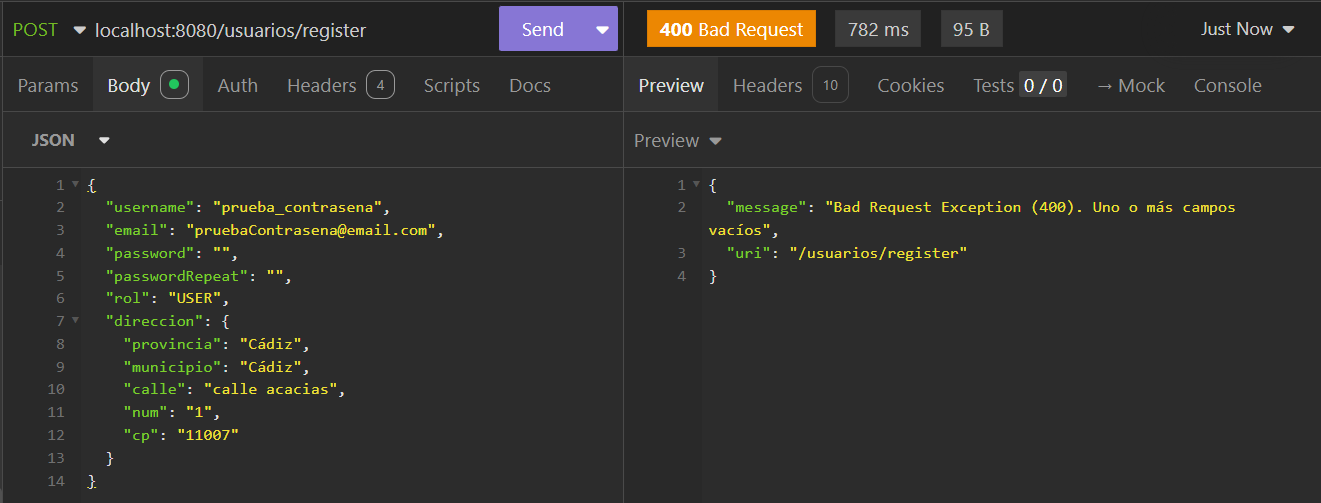 POST localhost:8080/usuarios/register Send 400 Bad Request 782 ms 95 B Just Now
Params Body Auth Headers 4 Scripts Docs
Preview Headers 10 Cookies Tests 0 / 0 → Mock Console
JSON
Preview
1 {
2 "username": "prueba_contrasena",
3 "email": "pruebaContrasena@email.com",
4 "password": "",
5 "passwordRepeat": "",
6 "rol": "USER",
7 "direccion": {
8 "provincia": "Cádiz",
9 "municipio": "Cádiz",
10 "calle": "calle acacias",
11 "num": "1",
12 "cp": "11007"
13 }
14 }
1 {
2 "message": "Bad Request Exception (400). Uno o más campos
vacíos",
3 "uri": "/usuarios/register"
4 }